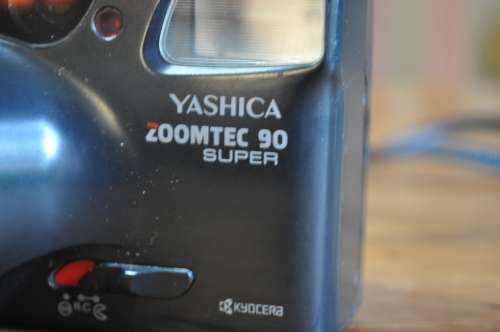 YASHICA
ZOOMTEC 90
SUPER
R.C
KYOCERA